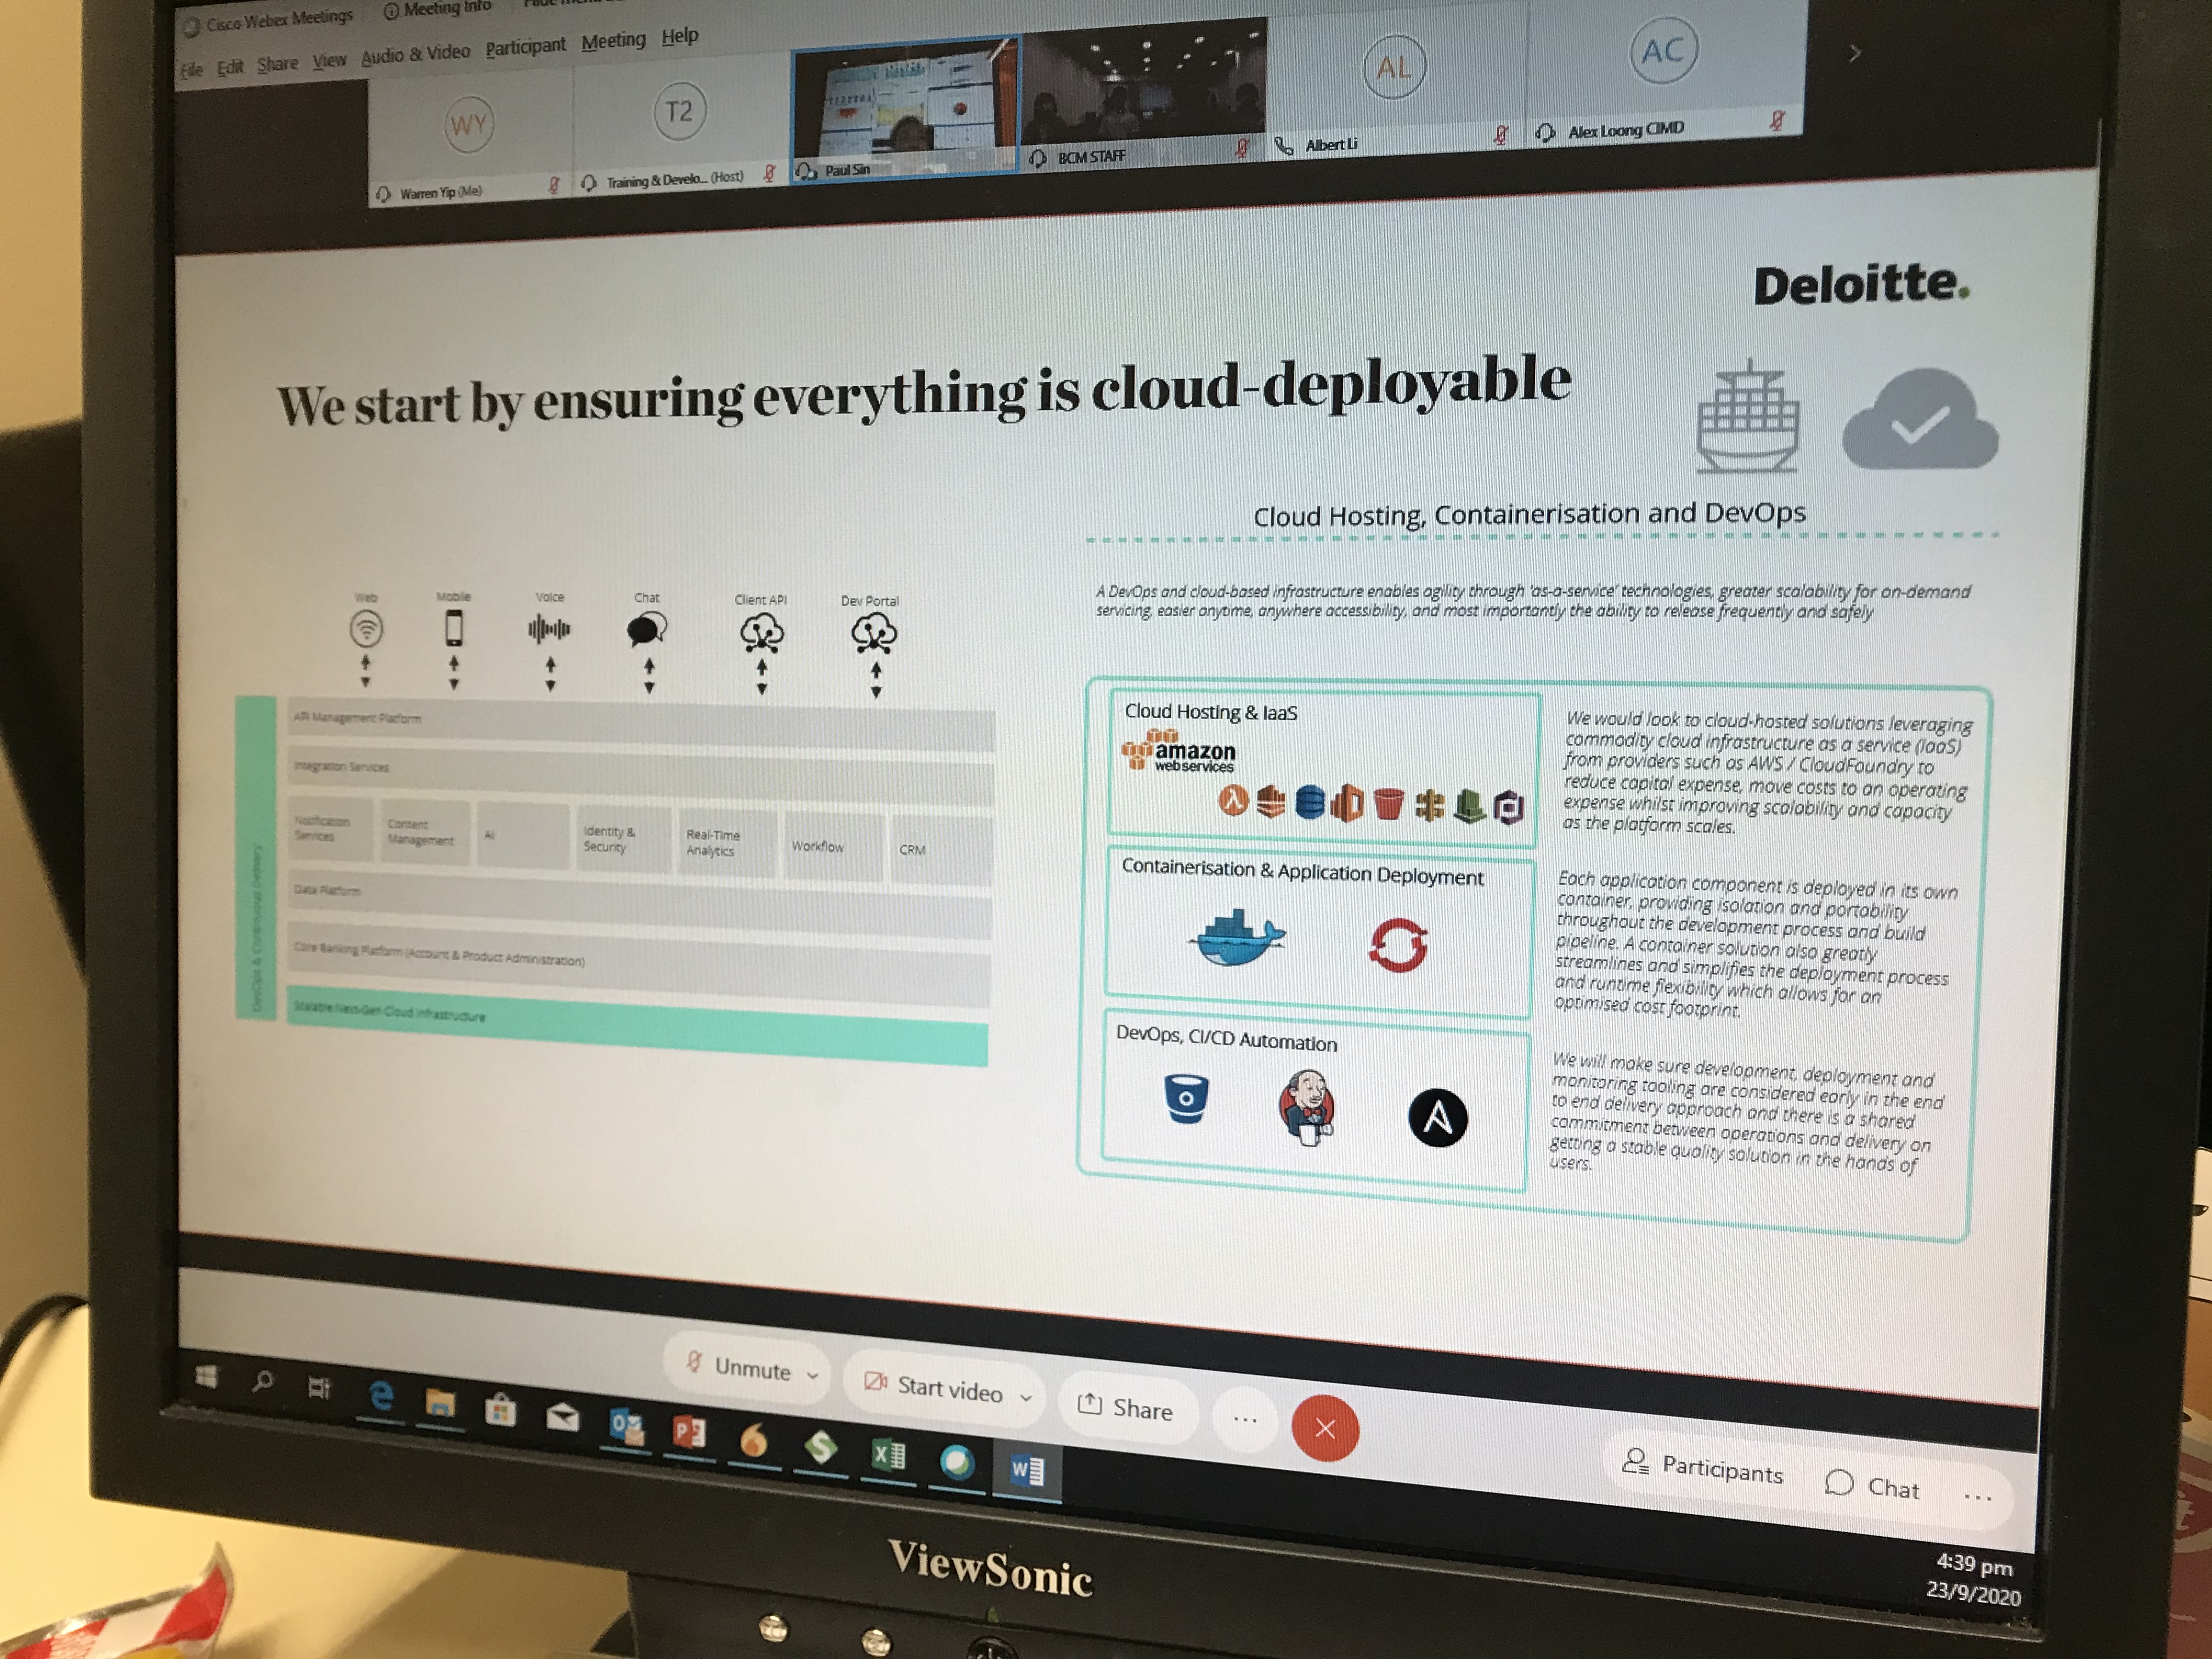 Cisco Webex Meetings
Meeting Info
File Edit Share View Audio & Video Participant Meeting Help
WY
T2
AL
AC
Warren Yip (Me)
Training & Develo... (Host)
Paul Sin
BCM STAFF
Albert Li
Alex Loong CIMD
Deloitte.
We start by ensuring everything is cloud-deployable
Cloud Hosting, Containerisation and DevOps
A DevOps and cloud-based infrastructure enables agility through 'as-a-service' technologies, greater scalability for on-demand
servicing, easier anytime, anywhere accessibility, and most importantly the ability to release frequently and safely
Web
Mobile
Voice
Chat
Client API
Dev Portal
API Management Platform
Integration Services
Notification
Services
Content
Management
AI
Identity &
Security
Real-Time
Analytics
Workflow
CRM
Data Platform
Core Banking Platform (Account & Product Administration)
Scalable Next-Gen Cloud Infrastructure
DevOps & Continuous Delivery
Cloud Hosting & IaaS
amazon
webservices
We would look to cloud-hosted solutions leveraging
commodity cloud infrastructure as a service (IaaS)
from providers such as AWS / CloudFoundry to
reduce capital expense, move costs to an operating
expense whilst improving scalability and capacity
as the platform scales.
Containerisation & Application Deployment
Each application component is deployed in its own
container, providing isolation and portability
throughout the development process and build
pipeline. A container solution also greatly
streamlines and simplifies the deployment process
and runtime flexibility which allows for an
optimised cost footprint.
DevOps, CI/CD Automation
We will make sure development, deployment and
monitoring tooling are considered early in the end
to end delivery approach and there is a shared
commitment between operations and delivery on
getting a stable quality solution in the hands of
users.
Unmute
Start video
Share
Participants
Chat
4:39 pm
23/9/2020
ViewSonic